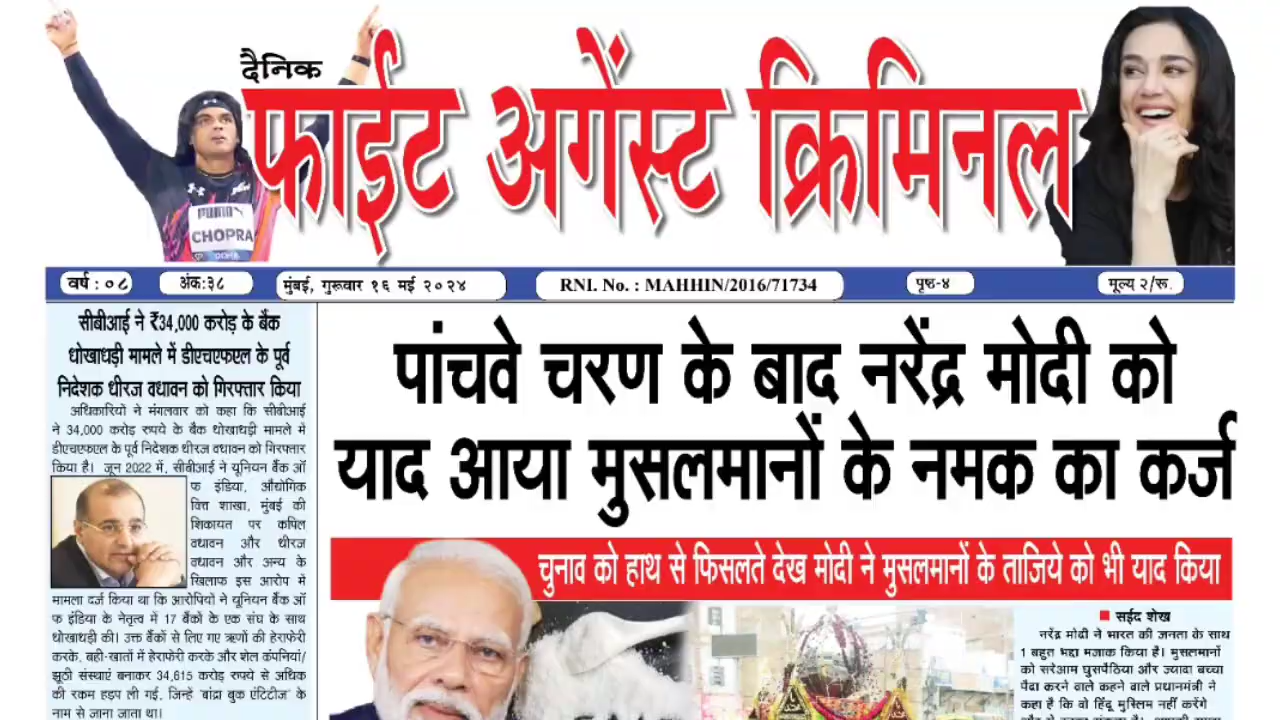 दैनिक
फाईट अगेंस्ट क्रिमिनल
PUMA
CHOPRA
DOHA
वर्ष : ०८
अंक:३८
मुंबई, गुरूवार १६ मई २०२४
RNI. No. : MAHHIN/2016/71734
पृष्ठ-४
मूल्य २/रू.
सीबीआई ने ₹34,000 करोड़ के बैंक
धोखाधड़ी मामले में डीएचएफएल के पूर्व
निदेशक धीरज वधावन को गिरफ्तार किया
अधिकारियों ने मंगलवार को कहा कि सीबीआई
ने 34,000 करोड़ रुपये के बैंक धोखाधड़ी मामले में
डीएचएफएल के पूर्व निदेशक धीरज वधावन को गिरफ्तार
किया है। जून 2022 में, सीबीआई ने यूनियन बैंक ऑ
फ इंडिया, औद्योगिक
वित्त शाखा, मुंबई की
शिकायत पर कपिल
वधावन और धीरज
वधावन और अन्य के
खिलाफ इस आरोप में
मामला दर्ज किया था कि आरोपियों ने यूनियन बैंक ऑ
फ इंडिया के नेतृत्व में 17 बैंकों के एक संघ के साथ
धोखाधड़ी की। उक्त बैंकों से लिए गए ऋणों की हेराफेरी
करके, बही-खातों में हेराफेरी करके और शेल कंपनियां/
झूठी संस्थाएं बनाकर 34,615 करोड़ रुपये से अधिक
की रकम हड़प ली गई, जिन्हें 'बांद्रा बुक एंटिटीज' के
नाम से जाना जाता था।
पांचवे चरण के बाद नरेंद्र मोदी को
याद आया मुसलमानों के नमक का कर्ज
चुनाव को हाथ से फिसलते देख मोदी ने मुसलमानों के ताजिये को भी याद किया
सईद शेख
नरेंद्र मोदी ने भारत की जनता के साथ
1 बहुत भद्दा मजाक किया है। मुसलमानों
को सरेआम घुसपैठिया और ज्यादा बच्चा
पैदा करने वाले कहने वाले प्रधानमंत्री ने
कहा है कि वो हिंदू मुस्लिम नहीं करेंगे